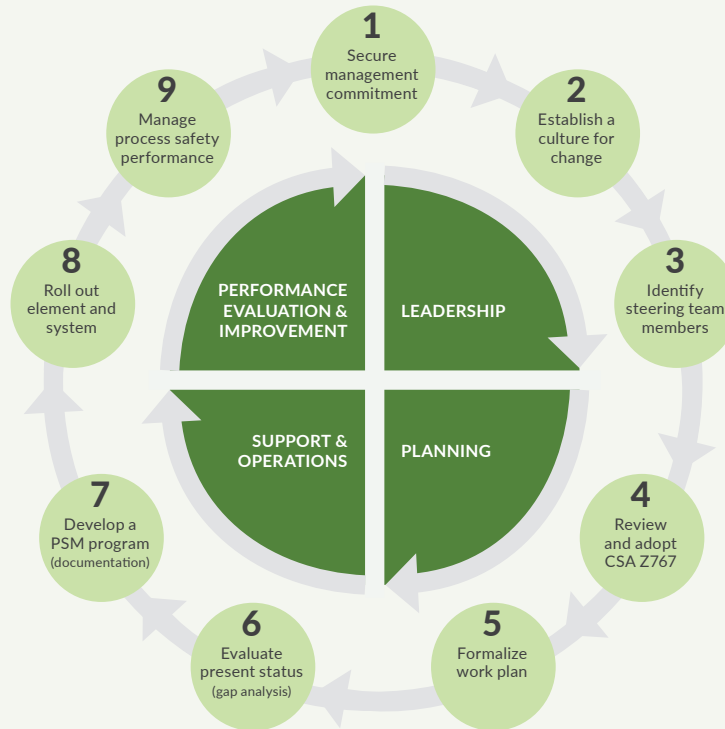 1
Secure
management
commitment
2
Establish a
culture for
change
3
Identify
steering team
members
4
Review
and adopt
CSA Z767
5
Formalize
work plan
6
Evaluate
present status
(gap analysis)
7
Develop a
PSM program
(documentation)
8
Roll out
element and
system
9
Manage
process safety
performance
PERFORMANCE
EVALUATION &
IMPROVEMENT
LEADERSHIP
SUPPORT &
OPERATIONS
PLANNING